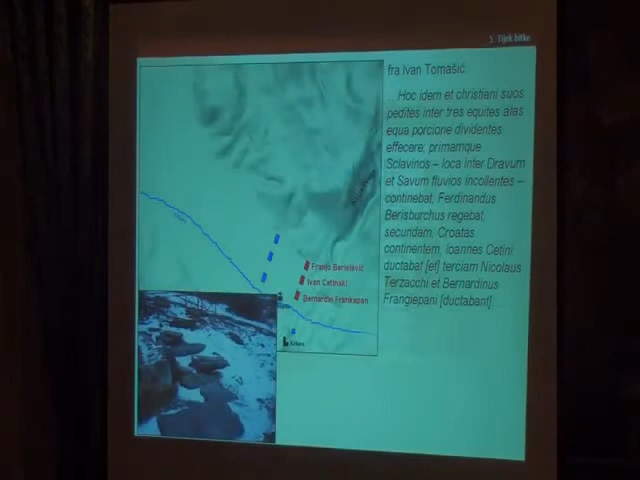 5. Tijek bitke
fra Ivan Tomašić
...Hoc idem et christiani suos
pedites inter tres equites alas
equa porcione dividentes
effecere, primamque
Sclavinos – loca inter Dravum
et Savum fluvios incollentes –
continebat, Ferdinandus
Berisburchus regebat,
secundam, Croatas
continentem, Ioannes Cetini
ductabat [et] terciam Nicolaus
Terzacchi et Bernardinus
Frangiepani [ductabant].
Franjo Berislavić
Ivan Cetinski
Bernardin Frankapan